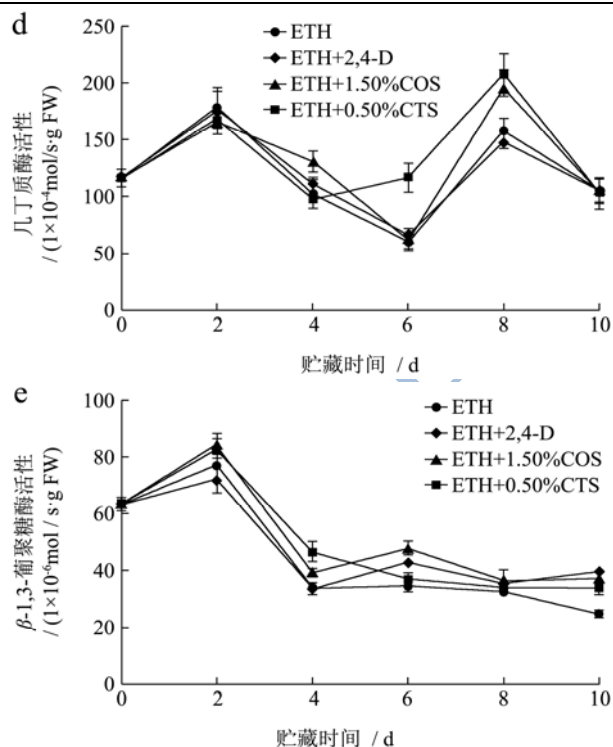 d
ETH
ETH+2,4-D
ETH+1.50%COS
ETH+0.50%CTS
几丁质酶活性
/ (1×10⁻⁴mol/s·g FW)
250
200
150
100
50
0
0 2 4 6 8 10
贮藏时间 / d
e
ETH
ETH+2,4-D
ETH+1.50%COS
ETH+0.50%CTS
β-1,3-葡聚糖酶活性
/ (1×10⁻⁶mol / s·g FW)
100
80
60
40
20
0
0 2 4 6 8 10
贮藏时间 / d